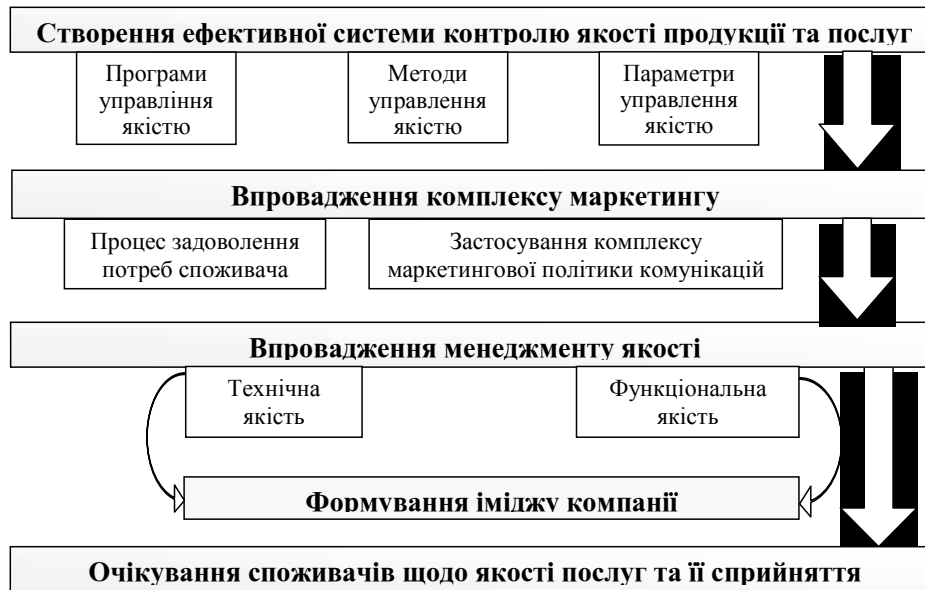 Створення ефективної системи контролю якості продукції та послуг
Програми
управління
якістю
Методи
управлення
якістю
Параметри
управлення
якістю
Впровадження комплексу маркетингу
Процес задоволення
потреб споживача
Застосування комплексу
маркетингової політики комунікацій
Впровадження менеджменту якості
Технічна
якість
Функціональна
якість
Формування іміджу компанії
Очікування споживачів щодо якості послуг та її сприйняття